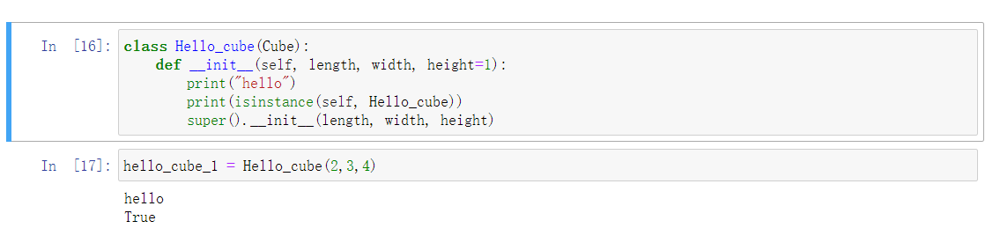 In [16]: class Hello_cube(Cube):
    def __init__(self, length, width, height=1):
        print("hello")
        print(isinstance(self, Hello_cube))
        super().__init__(length, width, height)
In [17]: hello_cube_1 = Hello_cube(2,3,4)
hello
True